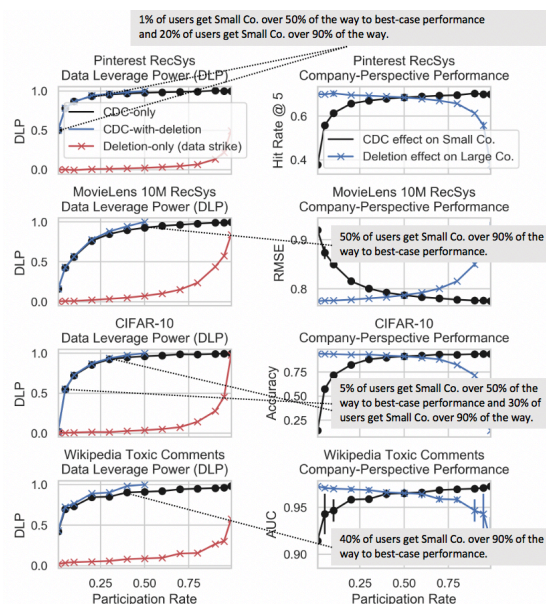 1% of users get Small Co. over 50% of the way to best-case performance
and 20% of users get Small Co. over 90% of the way.
Pinterest RecSys
Data Leverage Power (DLP)
1.0
0.5
0.0
DLP
CDC-only
CDC-with-deletion
Deletion-only (data strike)
Pinterest RecSys
Company-Perspective Performance
0.6
0.4
Hit Rate @ 5
CDC effect on Small Co.
Deletion effect on Large Co.
MovieLens 10M RecSys
Data Leverage Power (DLP)
1.0
0.5
0.0
DLP
MovieLens 10M RecSys
Company-Perspective Performance
0.9
0.8
RMSE
50% of users get Small Co. over 90% of the
way to best-case performance.
CIFAR-10
Data Leverage Power (DLP)
1.0
0.5
0.0
DLP
CIFAR-10
Company-Perspective Performance
0.75
0.25
Accuracy
5% of users get Small Co. over 50% of the way
to best-case performance and 30% of
users get Small Co. over 90% of the way.
Wikipedia Toxic Comments
Data Leverage Power (DLP)
1.0
0.5
0.0
DLP
0.25
0.50
0.75
Participation Rate
Wikipedia Toxic Comments
Company-Perspective Performance
0.95
0.90
AUC
40% of users get Small Co. over 90% of the
way to best-case performance.
0.25
0.50
0.75
Participation Rate